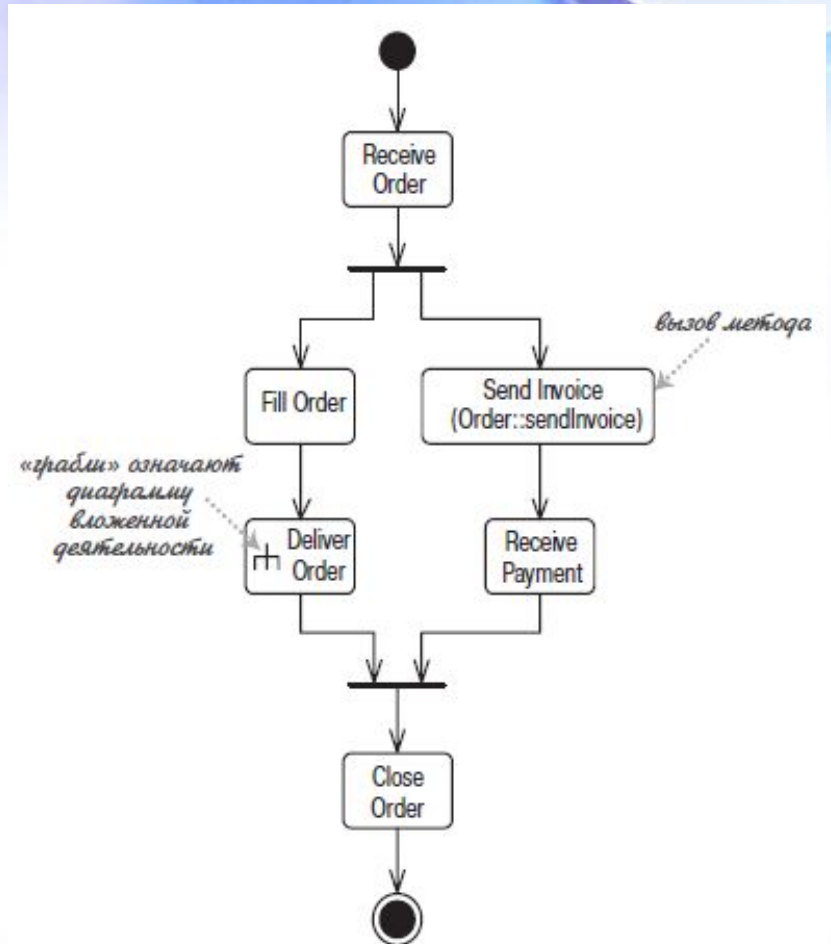 Receive
Order
вызов метода
Fill Order
Send Invoice
(Order::sendInvoice)
«грабли» означают
диаграмму
вложенной
деятельности
Deliver
Order
Receive
Payment
Close
Order